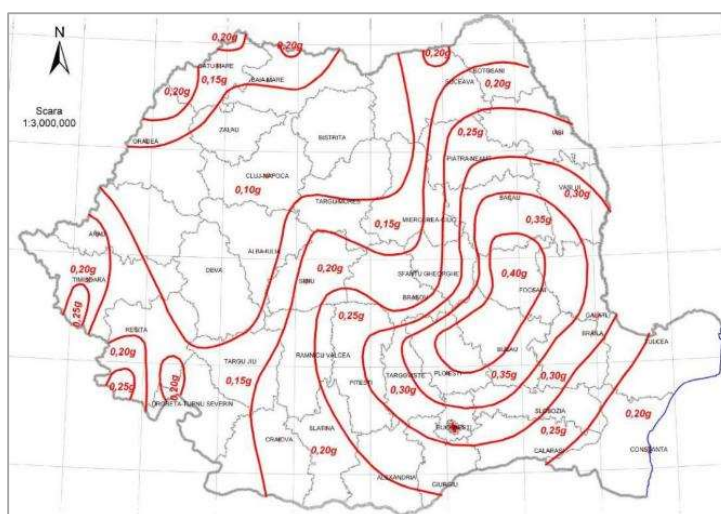 0,20g
0,20g
0,20g
N
SATU MARE
BOTOSANI
0,15g
BAIA-MARE
SUCEAVA
0,20g
0,20g
Scara
1:3,000,000
0,25g
ZALAU
IASI
ORADEA
BISTRITA
PIATRA-NEAMT
CLUJ-NAPOCA
0,10g
VASLUI
0,30g
BACAU
TARGU-MURES
0,35g
MIERCUREA-CIUC
0,15g
ARAD
ALBA-IULIA
0,20g
DEVA
0,20g
SFANTU GHEORGHE
0,40g
TIMISOARA
SIBIU
FOCSANI
BRASOV
0,25g
0,25g
GALATI
RESITA
BRAILA
TULCEA
0,20g
TARGU JIU
RAMNICU VALCEA
BUZAU
0,25g
0,20g
0,15g
PITESTI
TARGOVISTE
PLOIESTI
0,35g
0,30g
0,30g
DROBETA-TURNU SEVERIN
SLOBOZIA
0,20g
SLATINA
BUCURESTI
0,25g
CRAIOVA
0,20g
CALARASI
CONSTANTA
ALEXANDRIA
GIURGIU